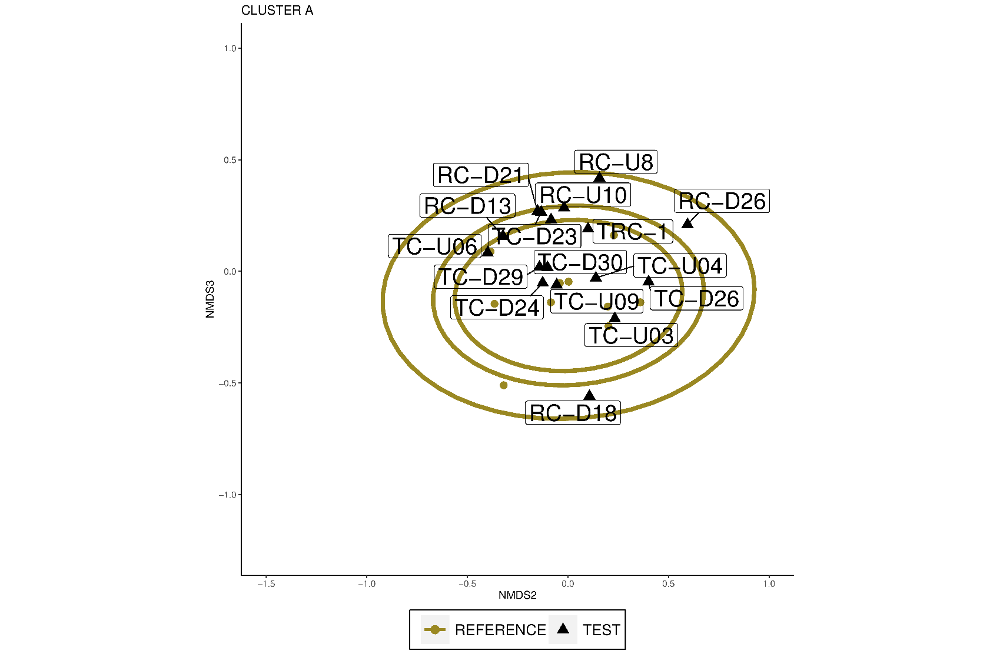 CLUSTER A
1.0
0.5
0.0
−0.5
−1.0
NMDS3
RC−U8
RC−D21
RC−U10
RC−D26
RC−D13
TC−D23
TRC−1
TC−U06
TC−D30
TC−U04
TC−D29
TC−D26
TC−U09
TC−D24
TC−U03
RC−D18
−1.5
−1.0
−0.5
0.0
0.5
1.0
NMDS2
REFERENCE
TEST